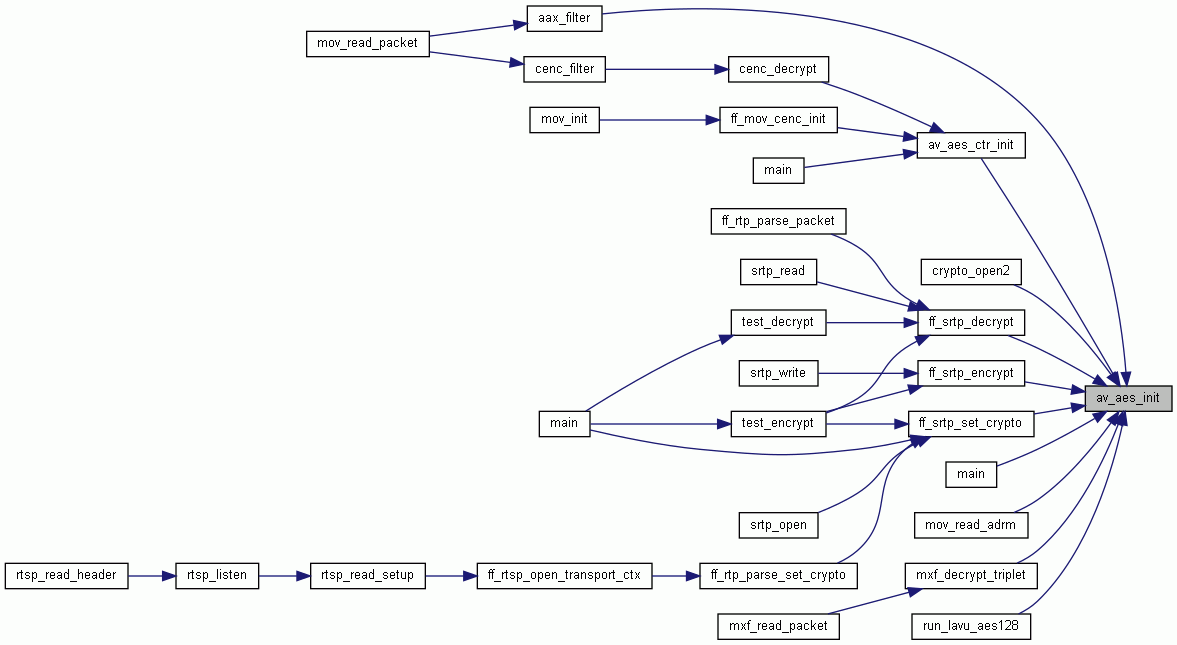 aax_filter
mov_read_packet
cenc_filter
cenc_decrypt
mov_init
ff_mov_cenc_init
av_aes_ctr_init
main
ff_rtp_parse_packet
srtp_read
crypto_open2
test_decrypt
ff_srtp_decrypt
srtp_write
ff_srtp_encrypt
av_aes_init
main
test_encrypt
ff_srtp_set_crypto
main
srtp_open
mov_read_adrm
rtsp_read_header
rtsp_listen
rtsp_read_setup
ff_rtsp_open_transport_ctx
ff_rtp_parse_set_crypto
mxf_decrypt_triplet
mxf_read_packet
run_lavu_aes128